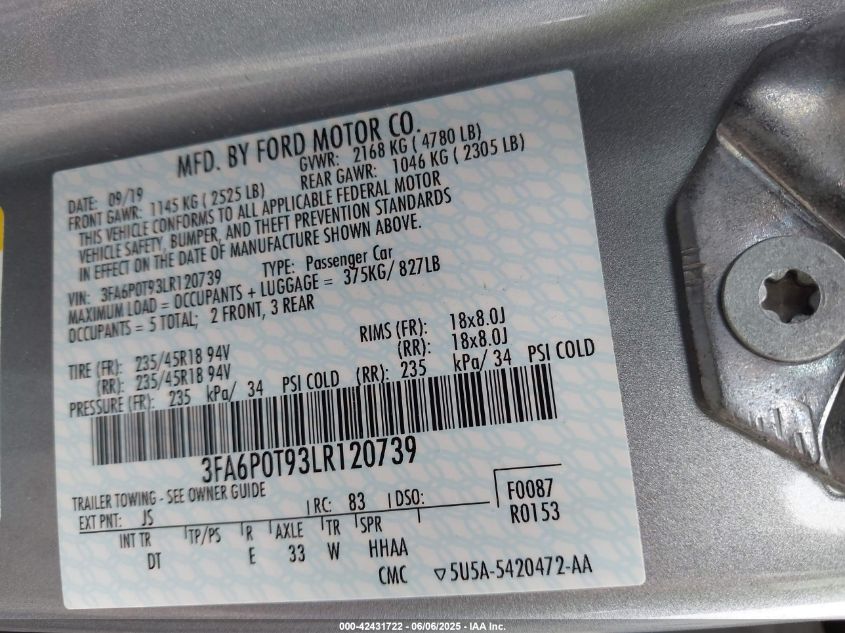 MFD. BY FORD MOTOR CO.
DATE: 09/19 GVWR: 2168 KG ( 4780 LB)
FRONT GAWR: 1145 KG ( 2525 LB) REAR GAWR: 1046 KG ( 2305 LB)
THIS VEHICLE CONFORMS TO ALL APPLICABLE FEDERAL MOTOR
VEHICLE SAFETY, BUMPER, AND THEFT PREVENTION STANDARDS
IN EFFECT ON THE DATE OF MANUFACTURE SHOWN ABOVE.
VIN: 3FA6P0T93LR120739 TYPE: Passenger Car
MAXIMUM LOAD = OCCUPANTS + LUGGAGE = 375KG/ 827LB
OCCUPANTS = 5 TOTAL; 2 FRONT, 3 REAR
TIRE (FR): 235/45R18 94V RIMS (FR): 18x8.0J
(RR): 235/45R18 94V (RR): 18x8.0J
PRESSURE (FR): 235 kPa/ 34 PSI COLD (RR): 235 kPa/ 34 PSI COLD
3FA6P0T93LR120739
TRAILER TOWING - SEE OWNER GUIDE
EXT PNT: JS RC: 83 DSO: F0087
R0153
INT TR TP/PS R AXLE TR SPR
DT E 33 W HHAA
CMC ▽5U5A-5420472-AA
000-42431722 - 06/06/2025 - IAA Inc.